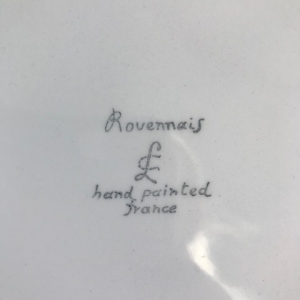 Rouennais
£
hand painted
france